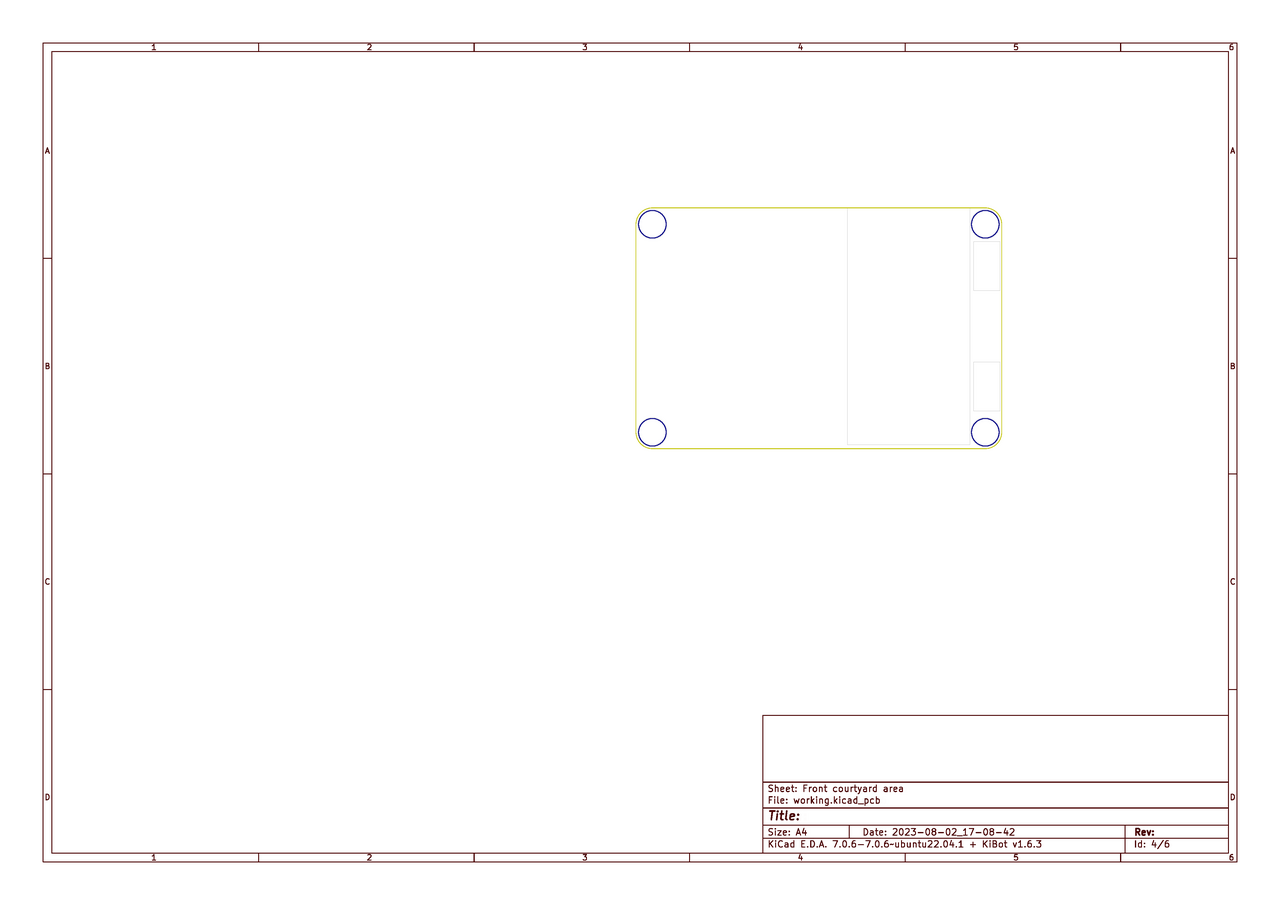 1 2 3 4 5 6
A A
B B
C C
D D
Sheet: Front courtyard area
File: working.kicad_pcb
Title:
Size: A4 Date: 2023-08-02_17-08-42 Rev:
KiCad E.D.A. 7.0.6-7.0.6~ubuntu22.04.1 + KiBot v1.6.3 Id: 4/6
1 2 3 4 5 6